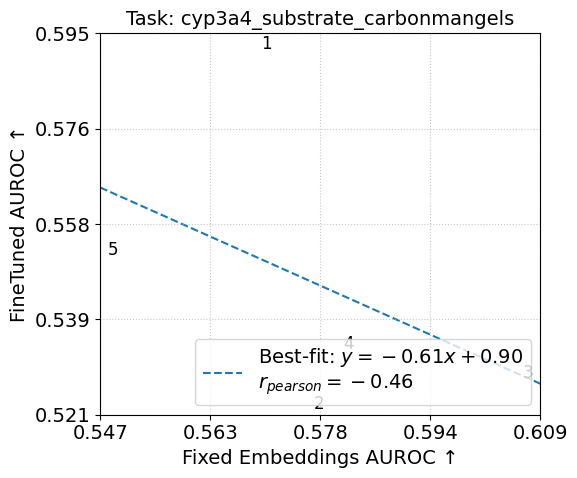 Task: cyp3a4_substrate_carbonmangels
0.595
1
0.576
0.558
5
0.539
4
3
2
Best-fit: y = −0.61x + 0.90
r_pearson = −0.46
0.521
0.547 0.563 0.578 0.594 0.609
Fixed Embeddings AUROC ↑
FineTuned AUROC ↑